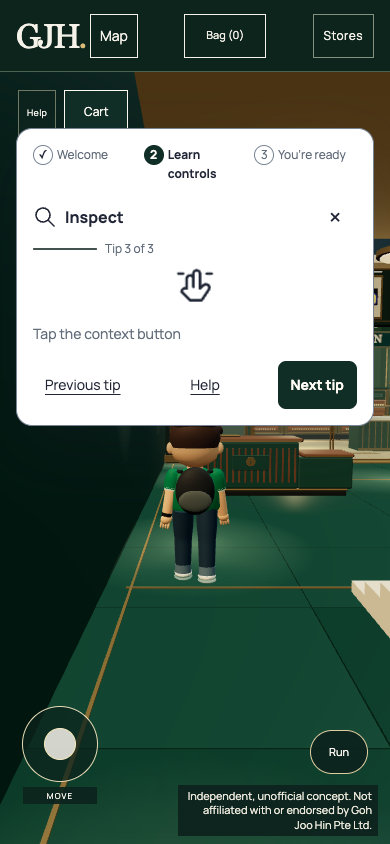 GJH.
Map
Bag (0)
Stores
Help
Cart
✓ Welcome
2 Learn
controls
3 You're ready
Inspect
×
Tip 3 of 3
Tap the context button
Previous tip
Help
Next tip
N
Run
MOVE
Independent, unofficial concept. Not
affiliated with or endorsed by Goh
Joo Hin Pte Ltd.